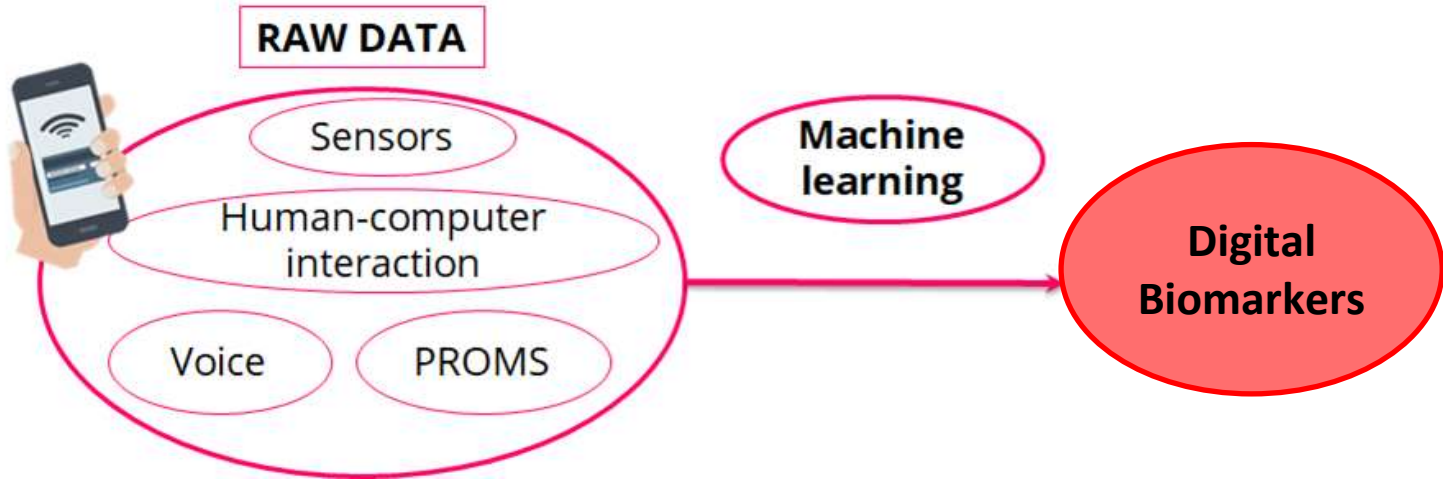 RAW DATA
Sensors
Human-computer
interaction
Voice
PROMS
Machine
learning
Digital
Biomarkers